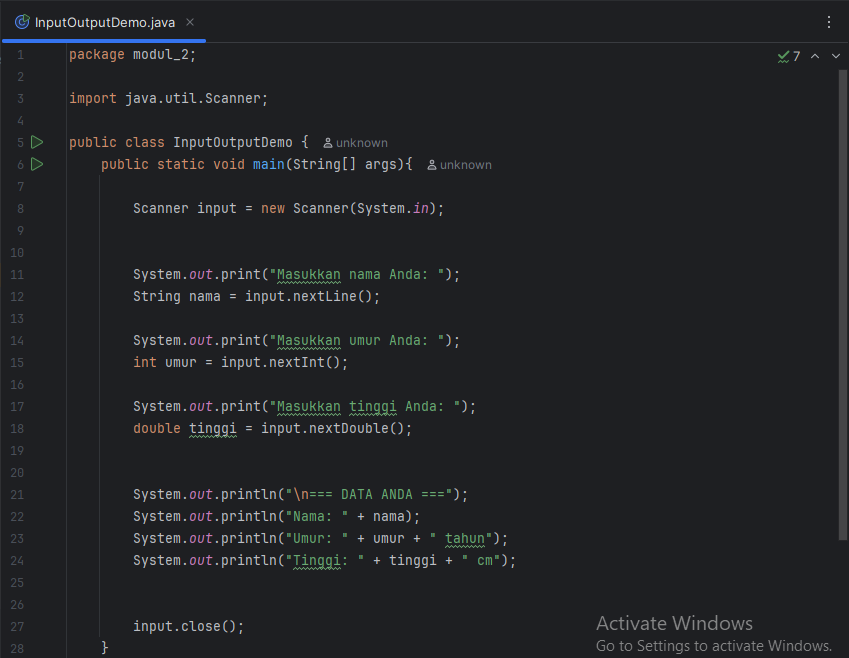 InputOutputDemo.java
7
1 package modul_2;
2
3 import java.util.Scanner;
4
5 public class InputOutputDemo { unknown
6 public static void main(String[] args){ unknown
7
8 Scanner input = new Scanner(System.in);
9
10
11 System.out.print("Masukkan nama Anda: ");
12 String nama = input.nextLine();
13
14 System.out.print("Masukkan umur Anda: ");
15 int umur = input.nextInt();
16
17 System.out.print("Masukkan tinggi Anda: ");
18 double tinggi = input.nextDouble();
19
20
21 System.out.println("\n=== DATA ANDA ===");
22 System.out.println("Nama: " + nama);
23 System.out.println("Umur: " + umur + " tahun");
24 System.out.println("Tinggi: " + tinggi + " cm");
25
26
27 input.close();
28 }
Activate Windows
Go to Settings to activate Windows.